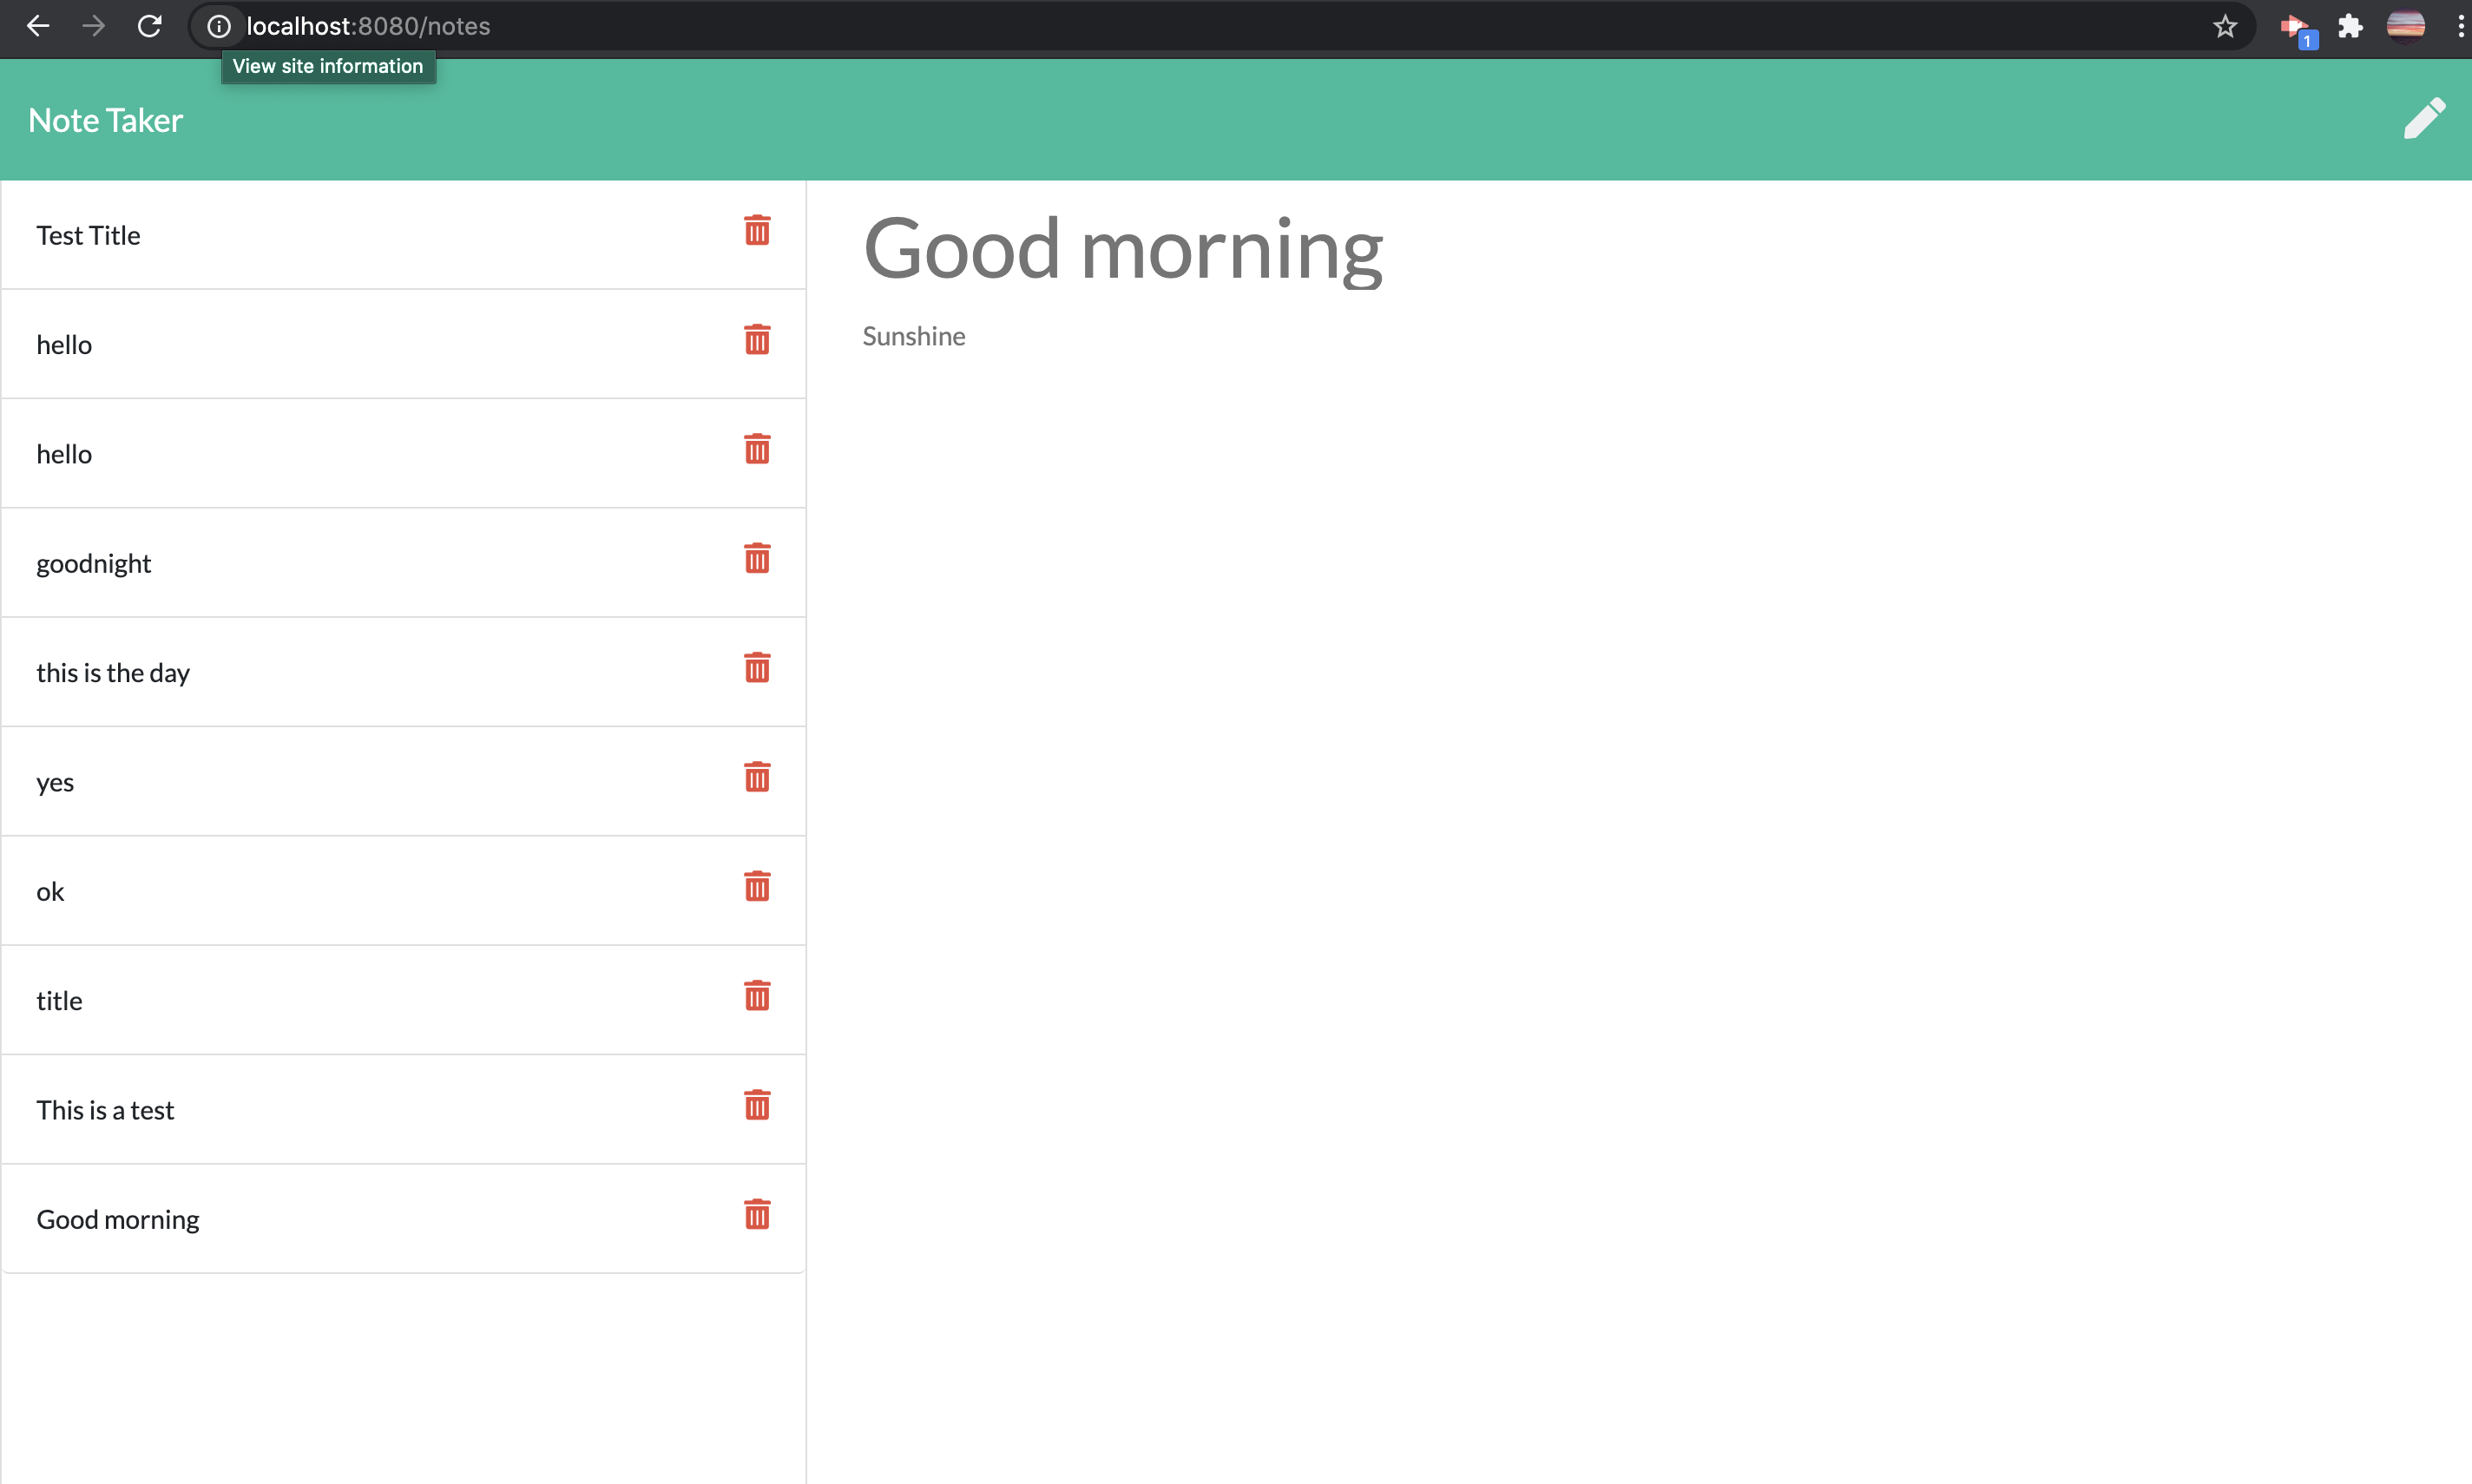 localhost:8080/notes
1
View site information
Note Taker
Test Title
hello
hello
goodnight
this is the day
yes
ok
title
This is a test
Good morning
Good morning
Sunshine